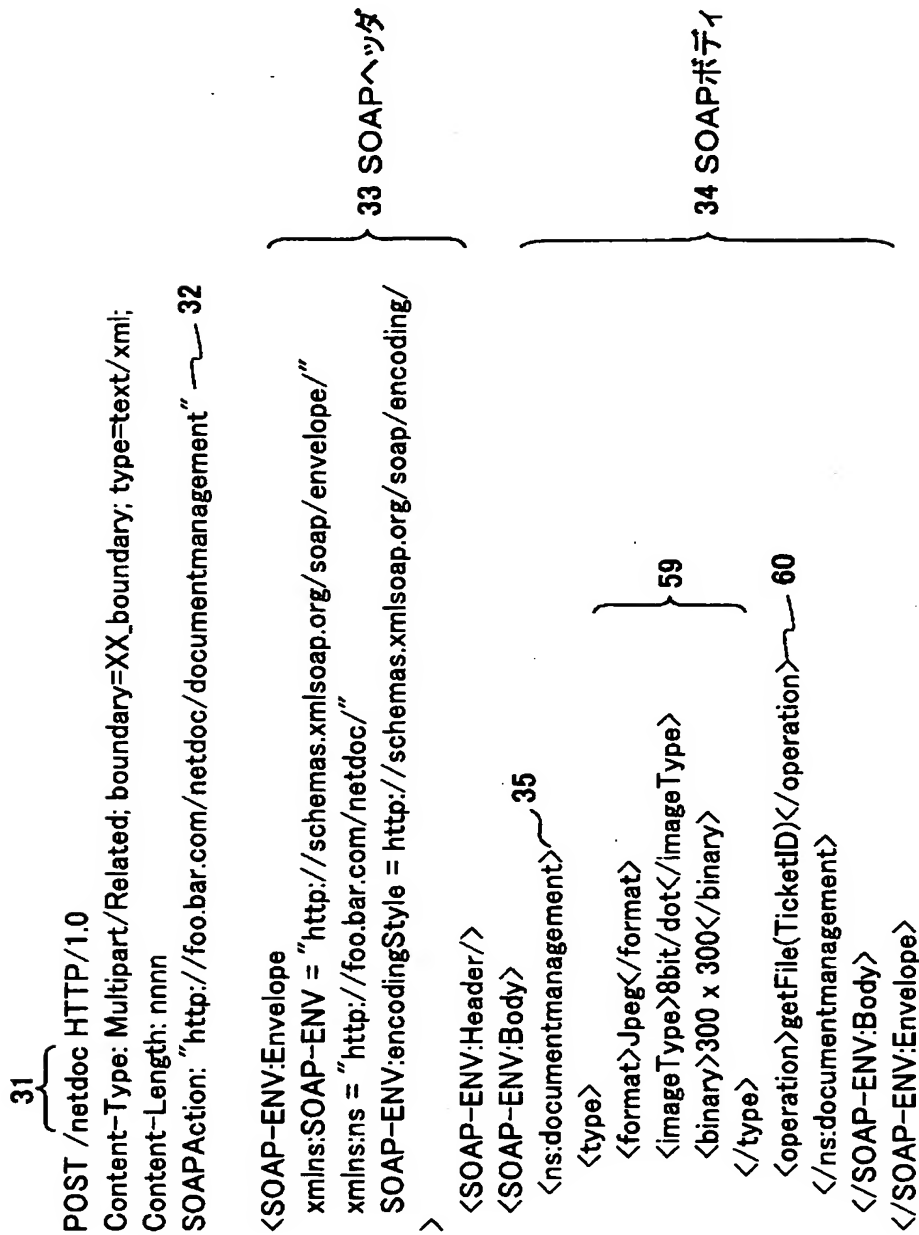 31
POST /netdoc HTTP/1.0
Content-Type: Multipart/Related; boundary=XX_boundary; type=text/xml;
Content-Length: nnnn
SOAPAction: "http://foo.bar.com/netdoc/documentmanagement" 32
<SOAP-ENV:Envelope
xmlns:SOAP-ENV = "http://schemas.xmlsoap.org/soap/envelope/"
xmlns:ns = "http://foo.bar.com/netdoc/"
SOAP-ENV:encodingStyle = http://schemas.xmlsoap.org/soap/encoding/
>
33 SOAPヘッダ
<SOAP-ENV:Header/>
<SOAP-ENV:Body>
<ns:documentmanagement> 35
<type>
<format>Jpeg</format>
<imageType>8bit/dot</imageType>
<binary>300 x 300</binary>
59
</type>
<operation>getFile(TicketID)</operation> 60
</ns:documentmanagement>
</SOAP-ENV:Body>
</SOAP-ENV:Envelope>
34 SOAPボディ